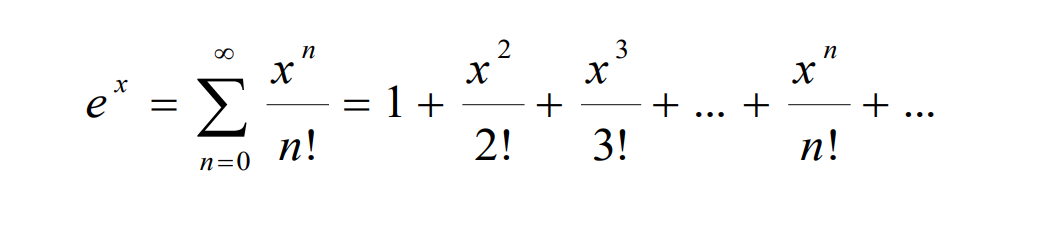 e^x = ∑_{n=0}^{∞} x^n/n! = 1 + x^2/2! + x^3/3! + ... + x^n/n! + ...